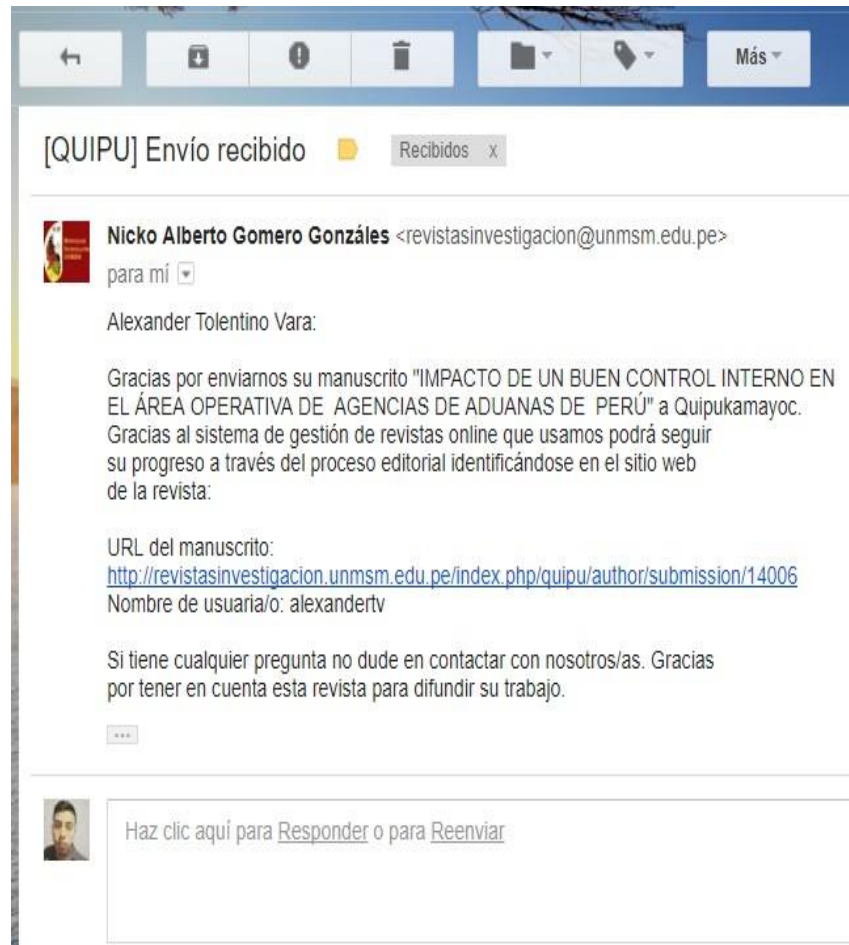 Más
[QUIPU] Envío recibido Recibidos x
Nicko Alberto Gomero Gonzáles <revistasinvestigacion@unmsm.edu.pe>
para mí
Alexander Tolentino Vara:
Gracias por enviarnos su manuscrito "IMPACTO DE UN BUEN CONTROL INTERNO EN
EL ÁREA OPERATIVA DE AGENCIAS DE ADUANAS DE PERÚ" a Quipukamayoc.
Gracias al sistema de gestión de revistas online que usamos podrá seguir
su progreso a través del proceso editorial identificándose en el sitio web
de la revista:
URL del manuscrito:
http://revistasinvestigacion.unmsm.edu.pe/index.php/quipu/author/submission/14006
Nombre de usuaria/o: alexandertv
Si tiene cualquier pregunta no dude en contactar con nosotros/as. Gracias
por tener en cuenta esta revista para difundir su trabajo.
Haz clic aquí para Responder o para Reenviar